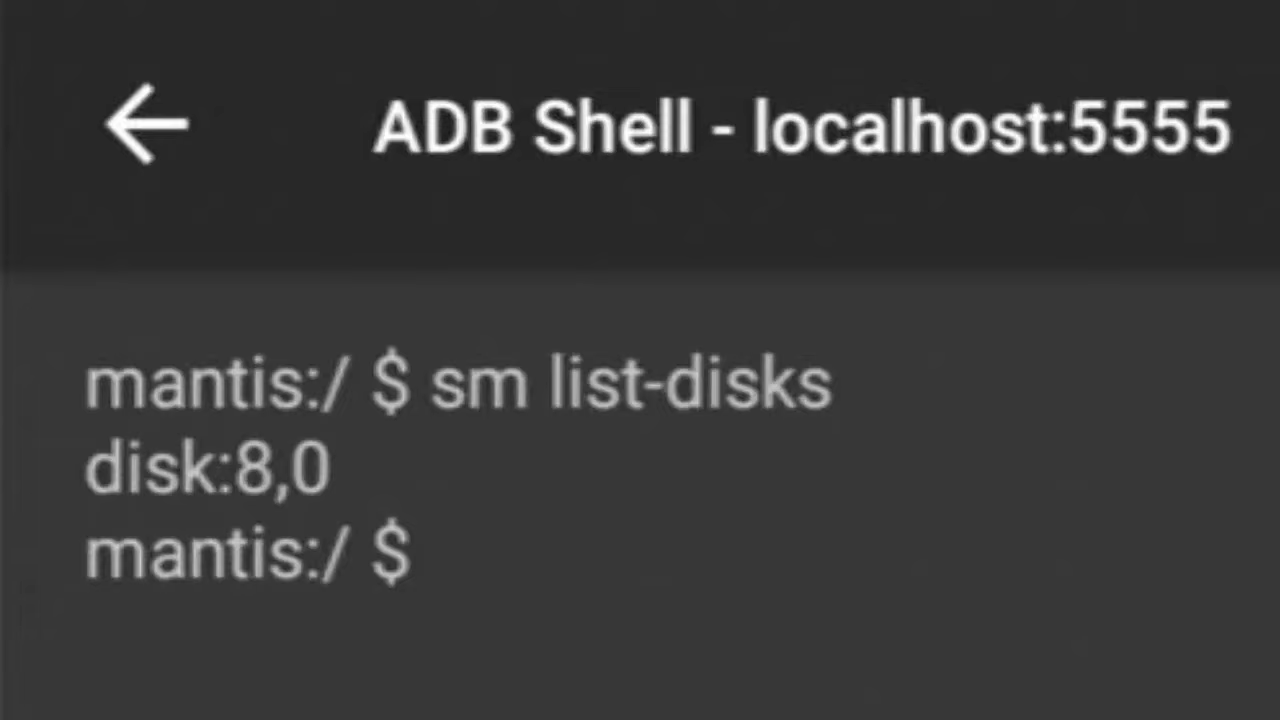 ADB Shell - localhost:5555
mantis:/ $ sm list-disks
disk:8,0
mantis:/ $